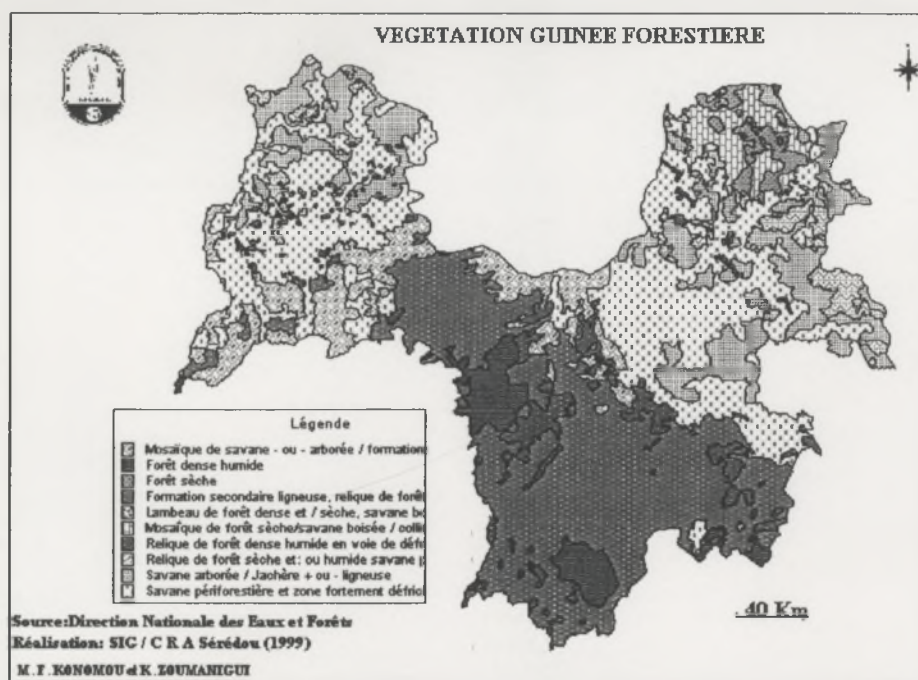 VEGETATION GUINEE FORESTIERE
Légende
Mosaïque de savane - ou - arborée / formation
Forêt dense humide
Forêt sèche
Formation secondaire ligneuse, relique de forêt
Lambeau de forêt dense et / sèche, savane bo
Mosaïque de forêt sèche/savane boisée / colli
Relique de forêt dense humide en voie de défr
Relique de forêt sèche et: ou humide savane p
Savane arborée / Jachère + ou - ligneuse
Savane périforestière et zone fortement défric
40 Km
Source:Direction Nationale des Eaux et Forêts
Réalisation: SIG / C R A Sérédou (1999)
M. F. KONOMOU et K. ZOUMANIGUI